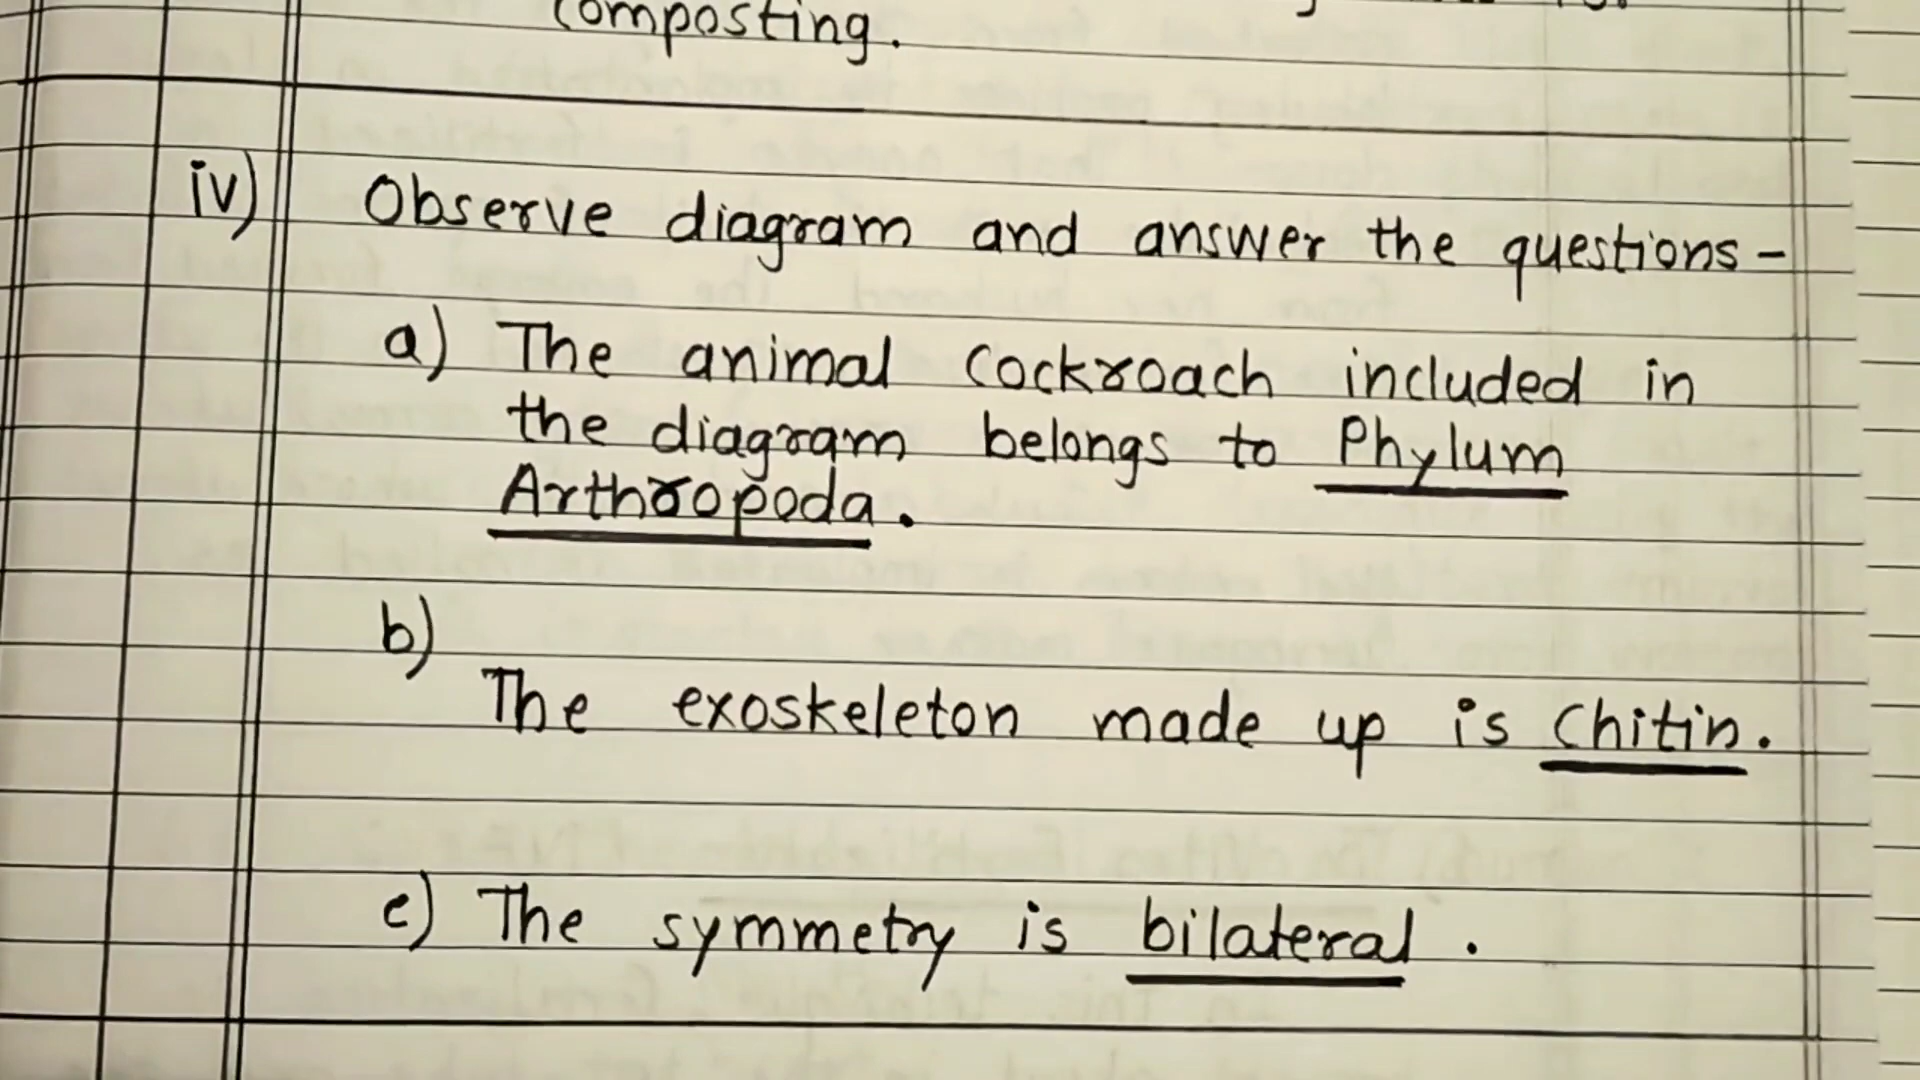 composting.
iv) Observe diagram and answer the questions -
a) The animal Cockroach included in
the diagram belongs to Phylum
Arthropoda.
b)
The exoskeleton made up is Chitin.
c) The symmetry is bilateral.